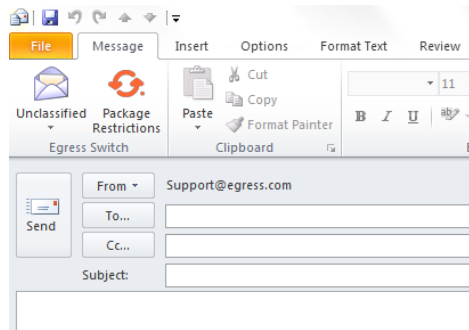 File Message Insert Options Format Text Review
Cut
Copy
Format Painter
Unclassified Package Restrictions Paste
11
B I U ab
Egress Switch Clipboard
From Support@egress.com
Send
To...
Cc...
Subject: